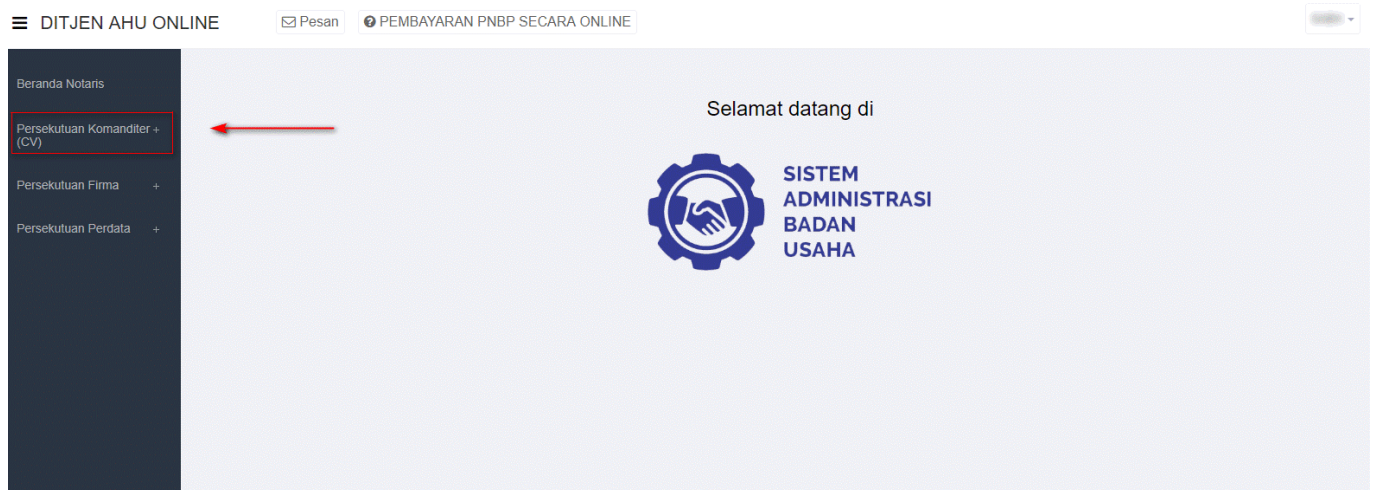 DITJEN AHU ONLINE
Pesan
PEMBAYARAN PNBP SECARA ONLINE
Beranda Notaris
Persekutuan Komanditer +
(CV)
Persekutuan Firma +
Persekutuan Perdata +
Selamat datang di
SISTEM
ADMINISTRASI
BADAN
USAHA